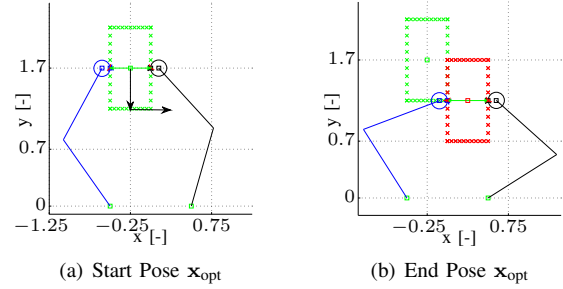 y [-]
1.7
0.7
0
−1.25
−0.25
0.75
x [-]
(a) Start Pose x_opt
y [-]
1.7
0.7
0
−0.25
0.75
x [-]
(b) End Pose x_opt